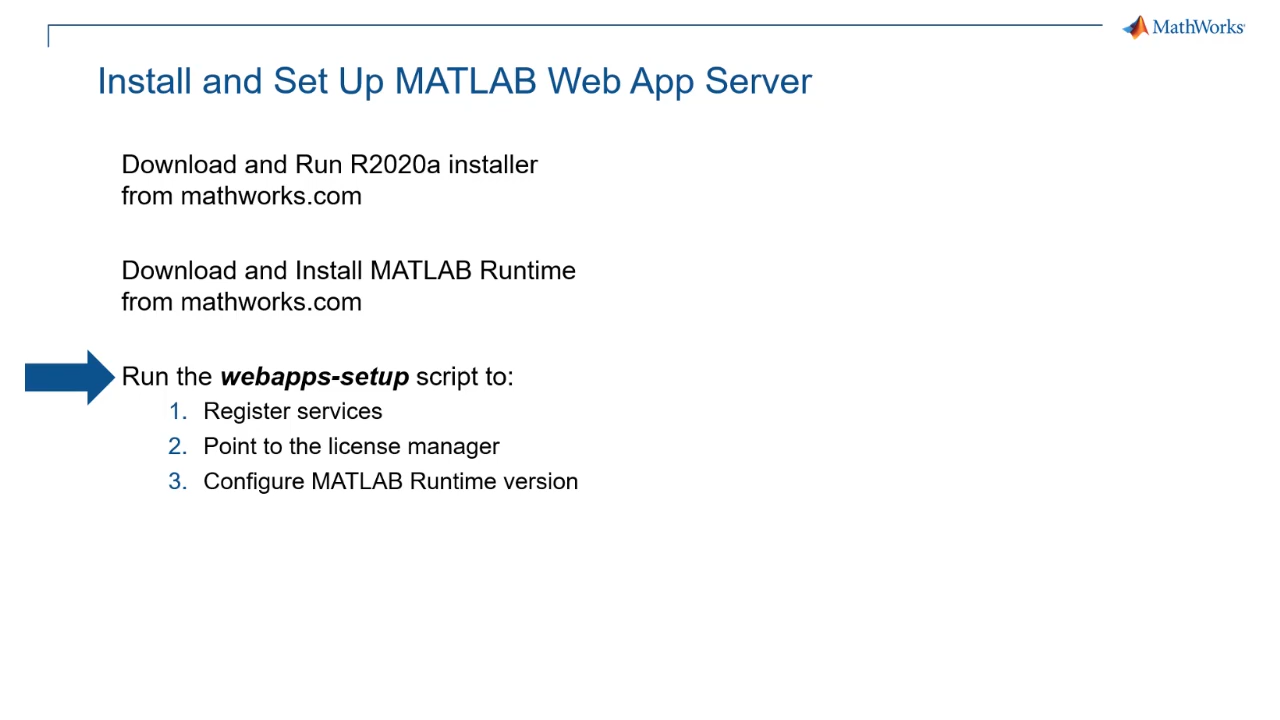 MathWorks
Install and Set Up MATLAB Web App Server
Download and Run R2020a installer
from mathworks.com
Download and Install MATLAB Runtime
from mathworks.com
Run the webapps-setup script to:
1. Register services
2. Point to the license manager
3. Configure MATLAB Runtime version